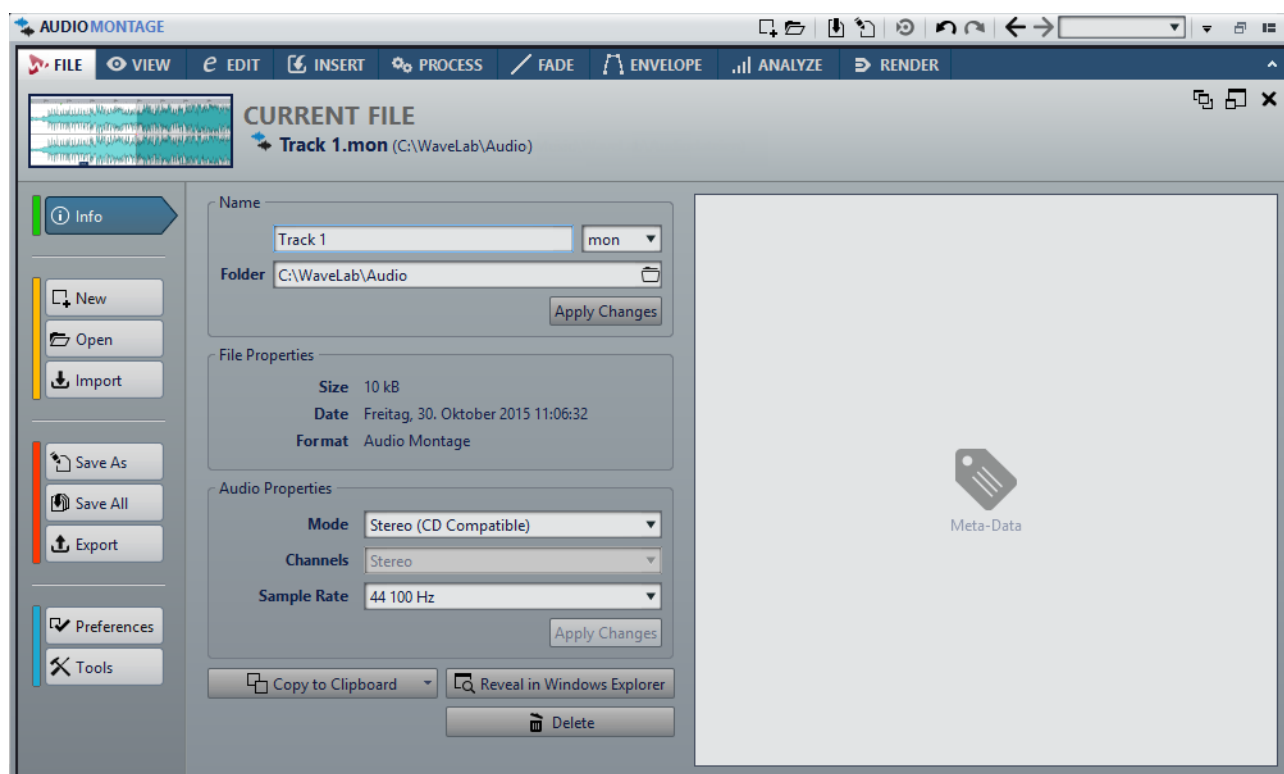 AUDIOMONTAGE
FILE VIEW EDIT INSERT PROCESS FADE ENVELOPE ANALYZE RENDER
CURRENT FILE
Track 1.mon (C:\WaveLab\Audio)
Info
New
Open
Import
Save As
Save All
Export
Preferences
Tools
Name
Track 1 mon
Folder C:\WaveLab\Audio
Apply Changes
File Properties
Size 10 kB
Date Freitag, 30. Oktober 2015 11:06:32
Format Audio Montage
Audio Properties
Mode Stereo (CD Compatible)
Channels Stereo
Sample Rate 44 100 Hz
Apply Changes
Copy to Clipboard Reveal in Windows Explorer
Delete
Meta-Data